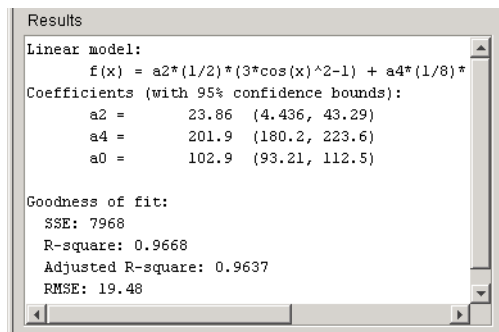 Results
Linear model:
f(x) = a2*(1/2)*(3*cos(x)^2-1) + a4*(1/8)*
Coefficients (with 95% confidence bounds):
a2 = 23.86 (4.436, 43.29)
a4 = 201.9 (180.2, 223.6)
a0 = 102.9 (93.21, 112.5)
Goodness of fit:
SSE: 7968
R-square: 0.9668
Adjusted R-square: 0.9637
RMSE: 19.48